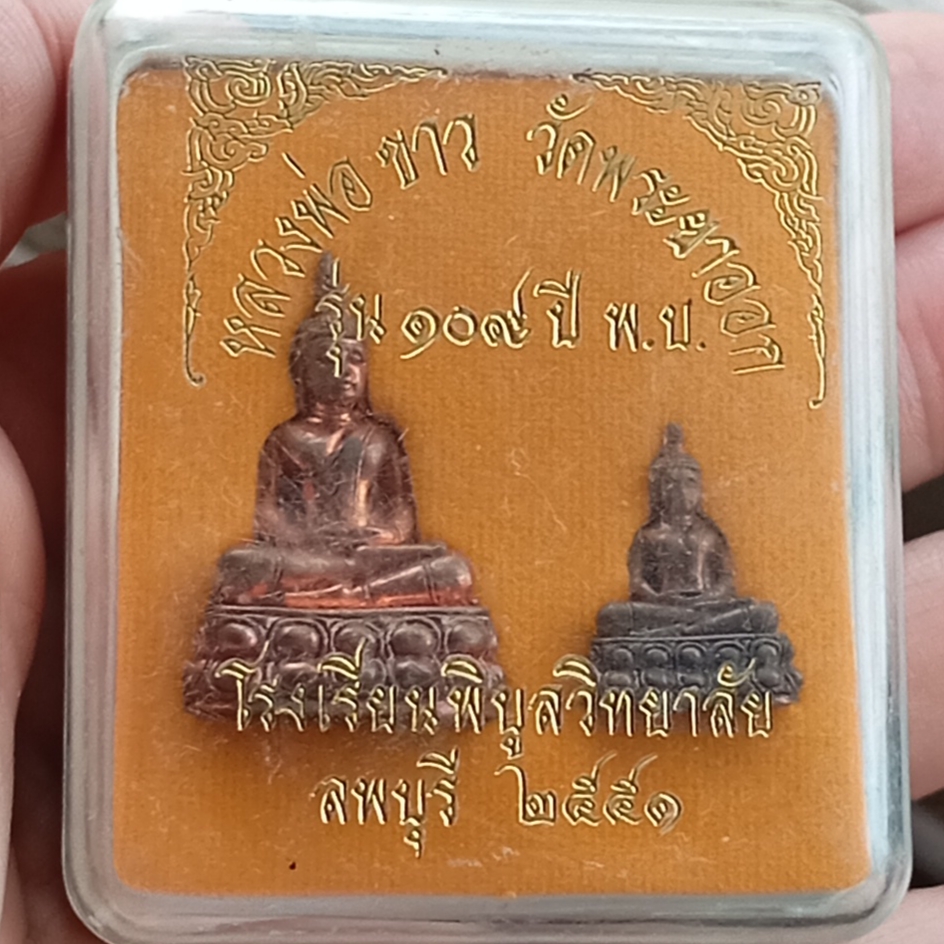 หลวงพ่อ ขาว วัดพระยาออก
รุ่น ๑๐๙ ปี พ.บ.
โรงเรียนพิบูลวิทยาลัย
ลพบุรี ๒๕๕๑